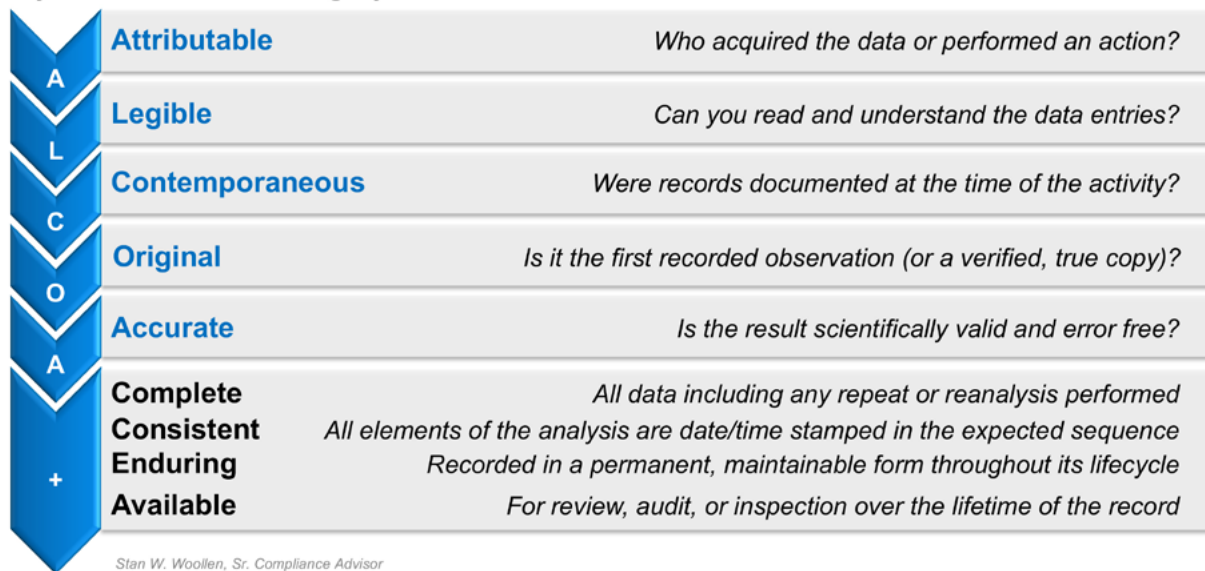 A
Attributable Who acquired the data or performed an action?
L
Legible Can you read and understand the data entries?
C
Contemporaneous Were records documented at the time of the activity?
O
Original Is it the first recorded observation (or a verified, true copy)?
A
Accurate Is the result scientifically valid and error free?
+
Complete All data including any repeat or reanalysis performed
Consistent All elements of the analysis are date/time stamped in the expected sequence
Enduring Recorded in a permanent, maintainable form throughout its lifecycle
Available For review, audit, or inspection over the lifetime of the record
Stan W. Woollen, Sr. Compliance Advisor